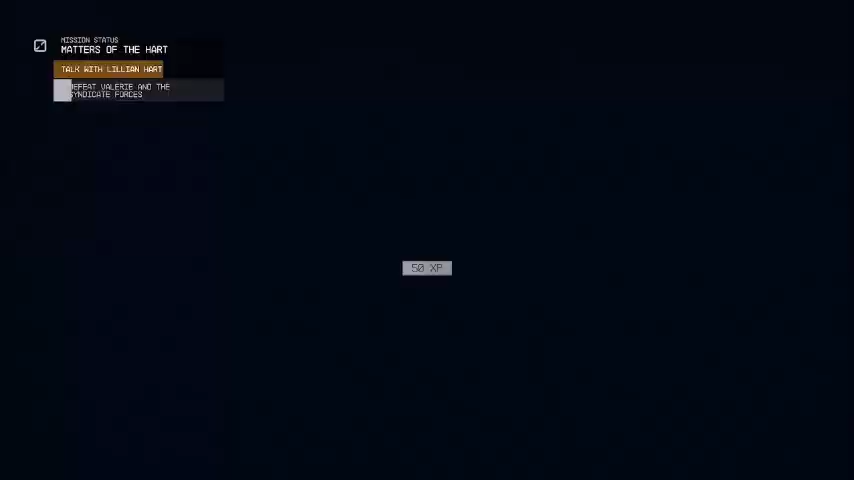 MISSION STATUS
MATTERS OF THE HART
TALK WITH LILLIAN HART
DEFEAT VALERIE AND THE
SYNDICATE FORCES
50 XP